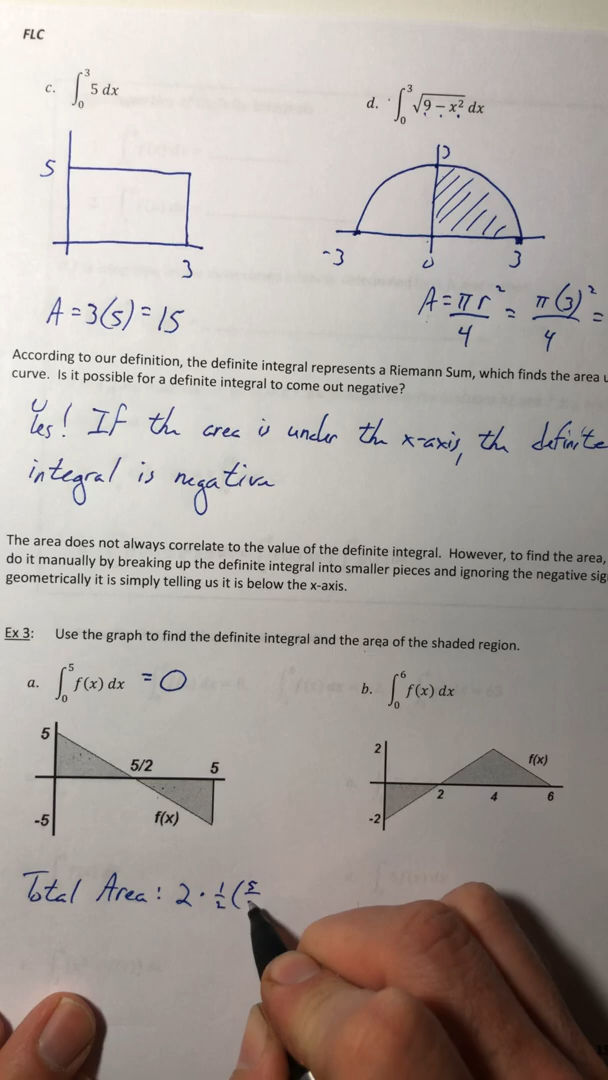 FLC
c. ∫₀³ 5 dx
d. ∫₀³ √(9 − x²) dx
5
3
-3
0
3
A = 3(5) = 15
A = πr²/4 = π(3)²/4 =
According to our definition, the definite integral represents a Riemann Sum, which finds the area u
curve. Is it possible for a definite integral to come out negative?
Yes! If the area is under the x-axis, the definite
integral is negative
The area does not always correlate to the value of the definite integral. However, to find the area,
do it manually by breaking up the definite integral into smaller pieces and ignoring the negative sig
geometrically it is simply telling us it is below the x-axis.
Ex 3: Use the graph to find the definite integral and the area of the shaded region.
a. ∫₀⁵ f(x) dx = 0
b. ∫₀⁶ f(x) dx
5
5/2
5
-5
f(x)
2
f(x)
2
4
6
-2
Total Area: 2 · 1/2 (5